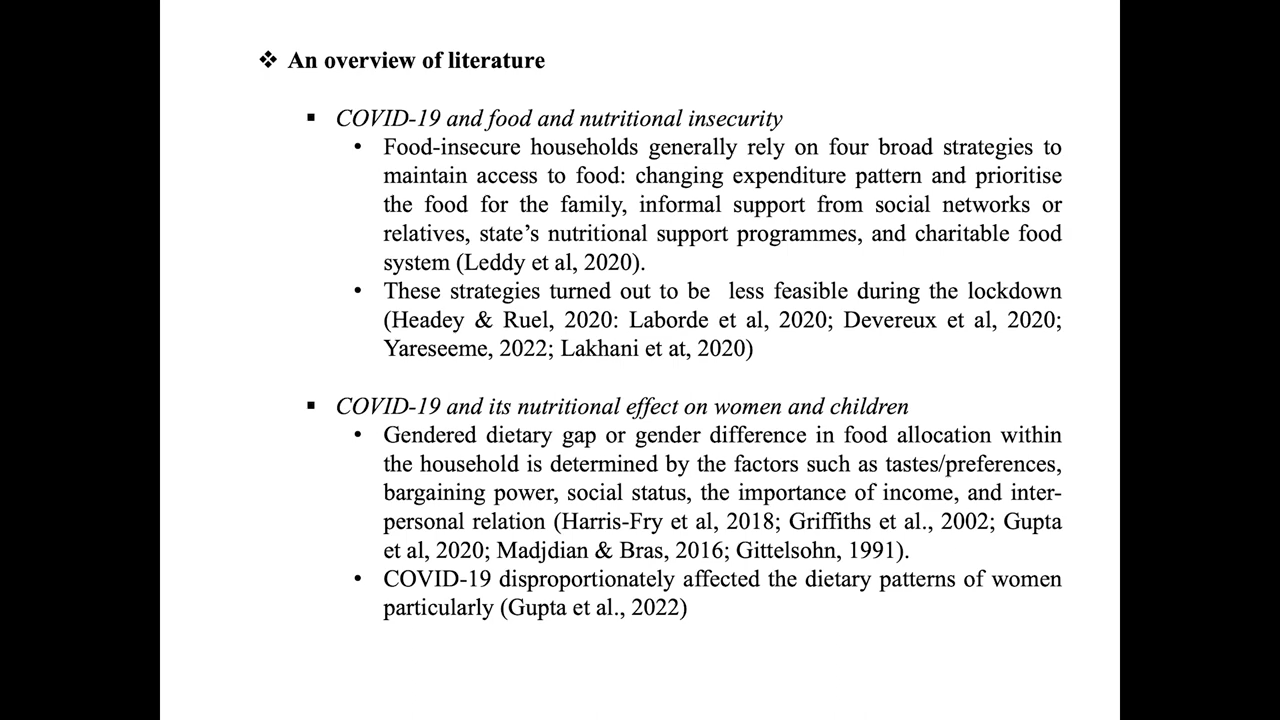 ❖ An overview of literature
▪ COVID-19 and food and nutritional insecurity
• Food-insecure households generally rely on four broad strategies to
maintain access to food: changing expenditure pattern and prioritise
the food for the family, informal support from social networks or
relatives, state’s nutritional support programmes, and charitable food
system (Leddy et al, 2020).
• These strategies turned out to be  less feasible during the lockdown
(Headey & Ruel, 2020: Laborde et al, 2020; Devereux et al, 2020;
Yareseeme, 2022; Lakhani et at, 2020)
▪ COVID-19 and its nutritional effect on women and children
• Gendered dietary gap or gender difference in food allocation within
the household is determined by the factors such as tastes/preferences,
bargaining power, social status, the importance of income, and inter-
personal relation (Harris-Fry et al, 2018; Griffiths et al., 2002; Gupta
et al, 2020; Madjdian & Bras, 2016; Gittelsohn, 1991).
• COVID-19 disproportionately affected the dietary patterns of women
particularly (Gupta et al., 2022)